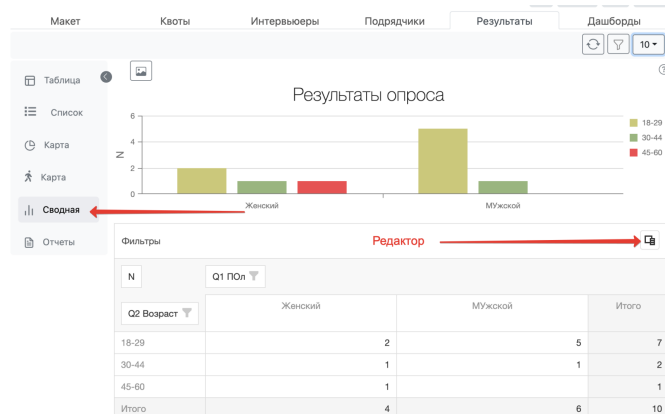 Макет Квоты Интервьюеры Подрядчики Результаты Дашборды
10
Таблица
Список
Карта
Карта
Сводная
Отчеты
Результаты опроса
6
4
2
0
N
Женский МУжской
18-29
30-44
45-60
Фильтры Редактор
N Q1 ПОл
Q2 Возраст Женский МУжской Итого
18-29 2 5 7
30-44 1 1 2
45-60 1 1
Итого 4 6 10